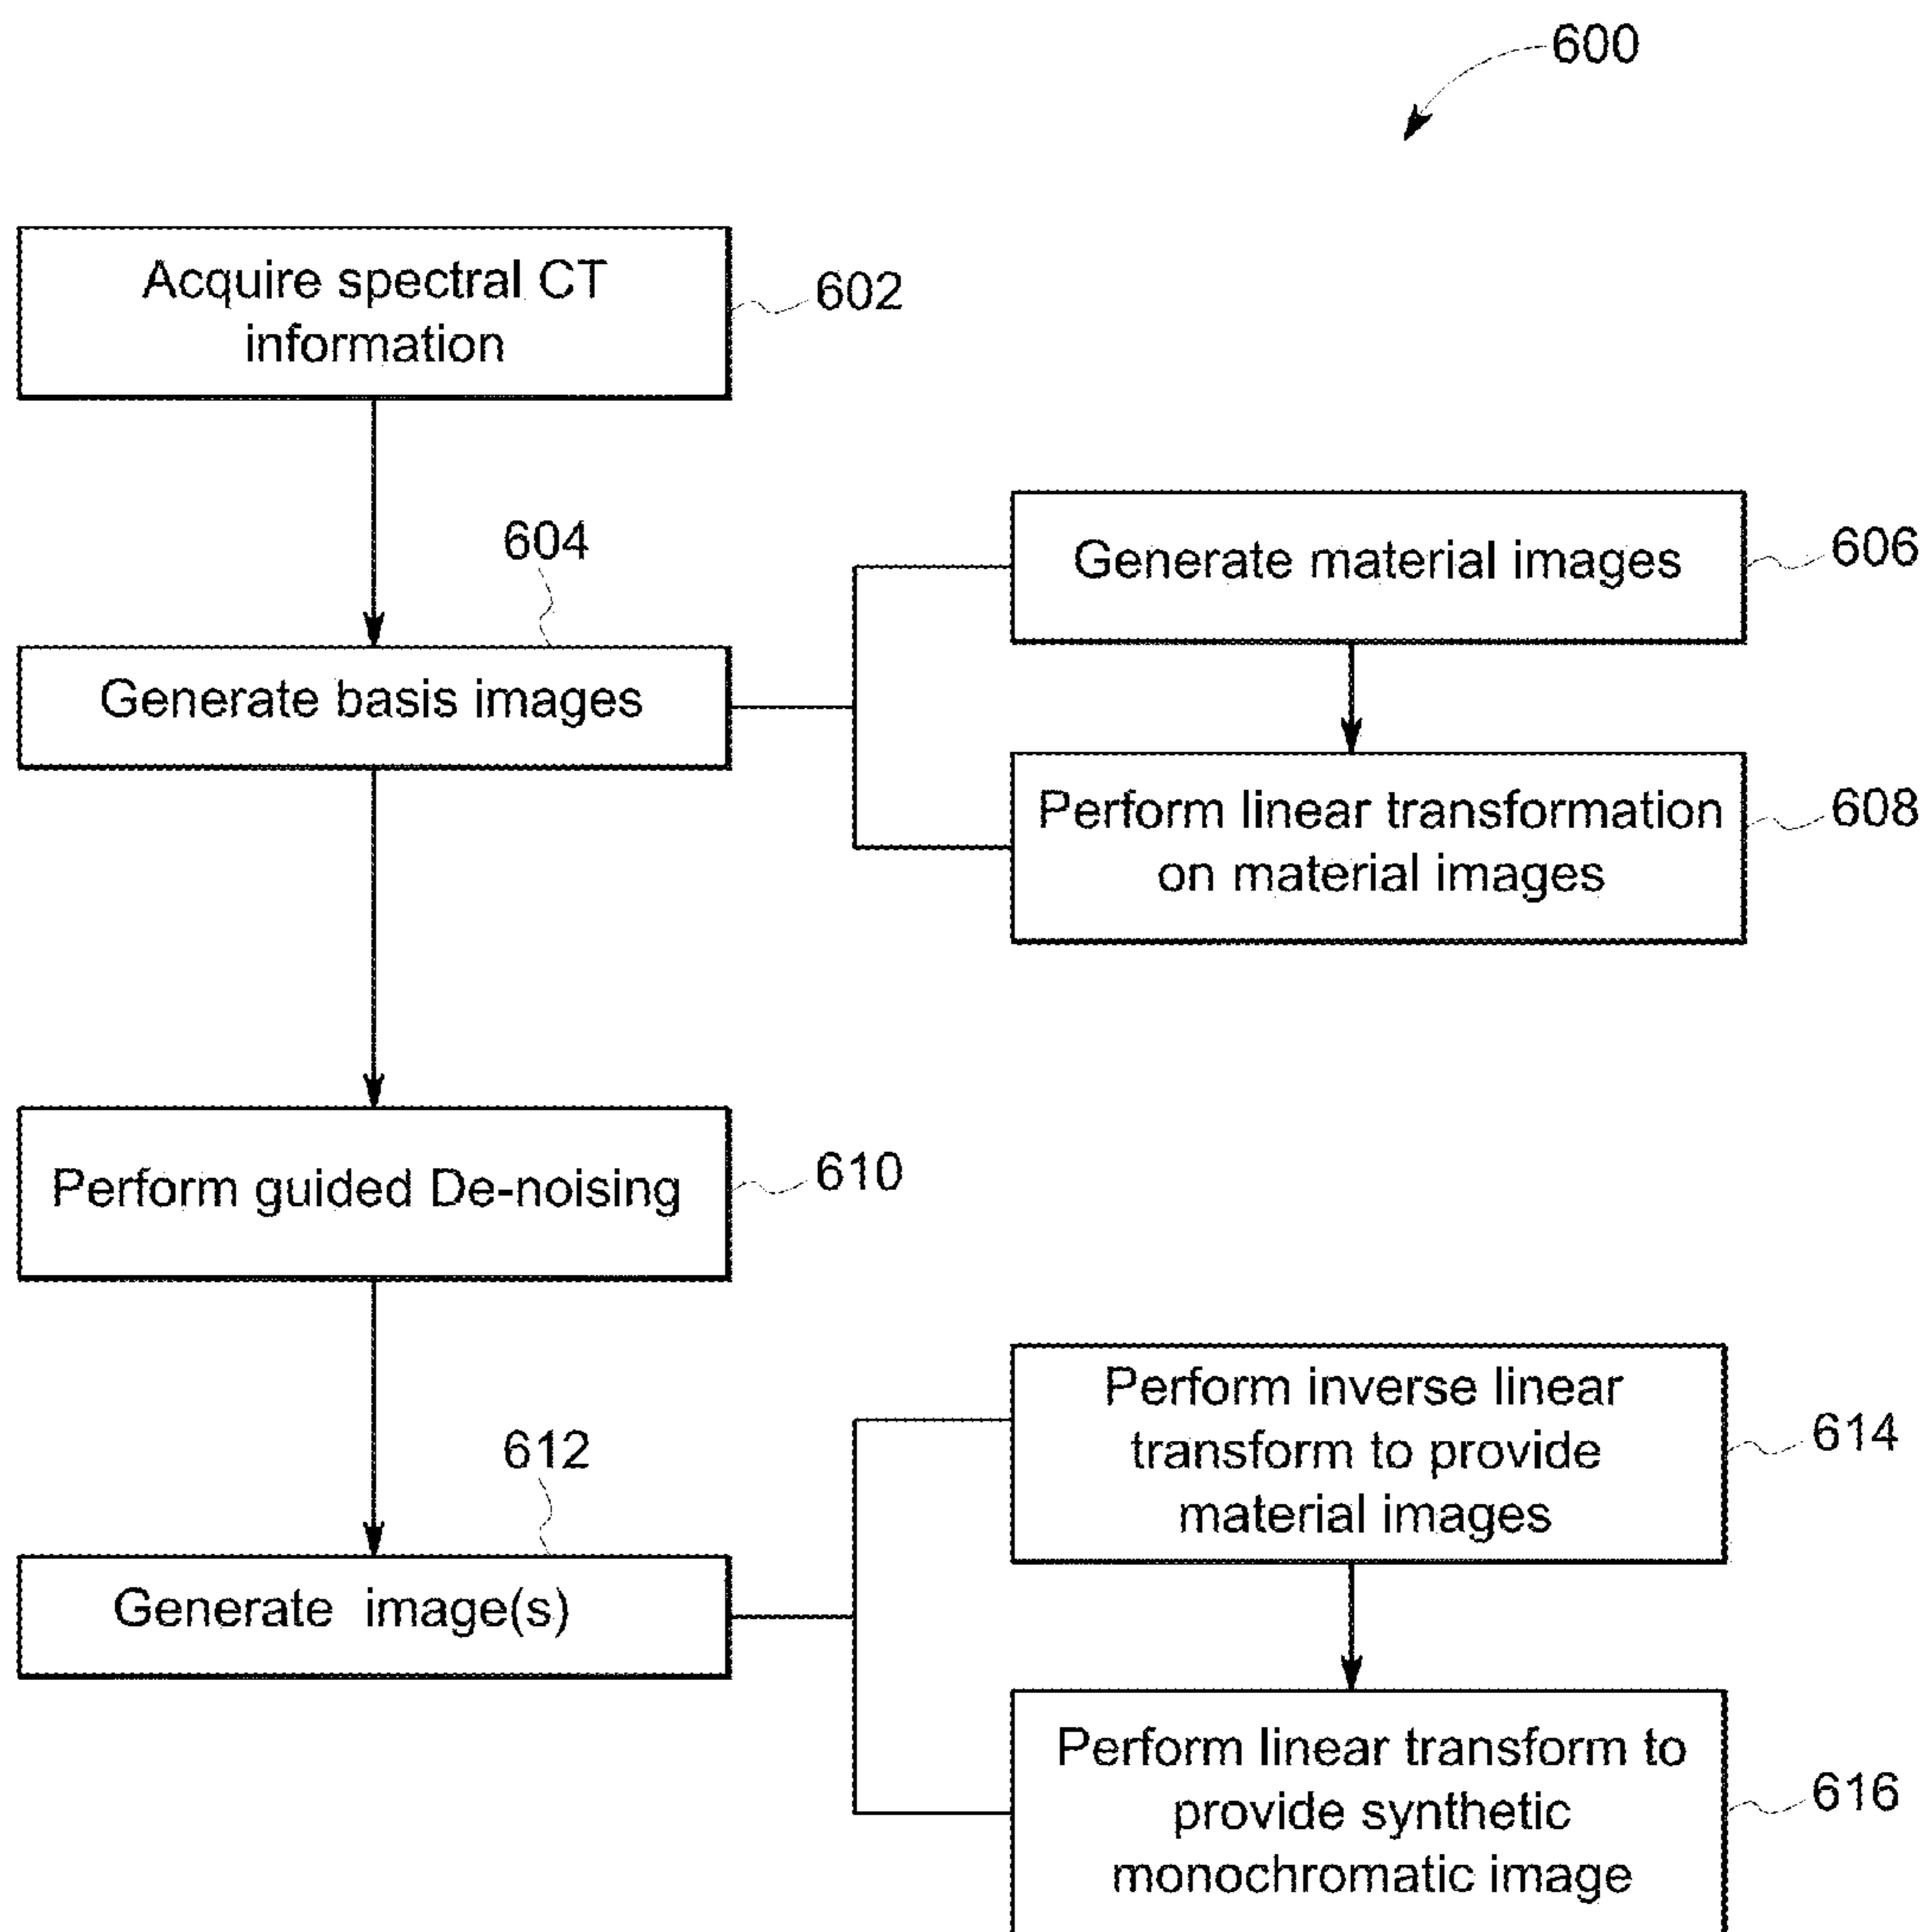 600
Acquire spectral CT
information
602
604
Generate basis images
Generate material images
606
Perform linear transformation
on material images
608
Perform guided De-noising
610
612
Generate image(s)
Perform inverse linear
transform to provide
material images
614
Perform linear transform to
provide synthetic
monochromatic image
616